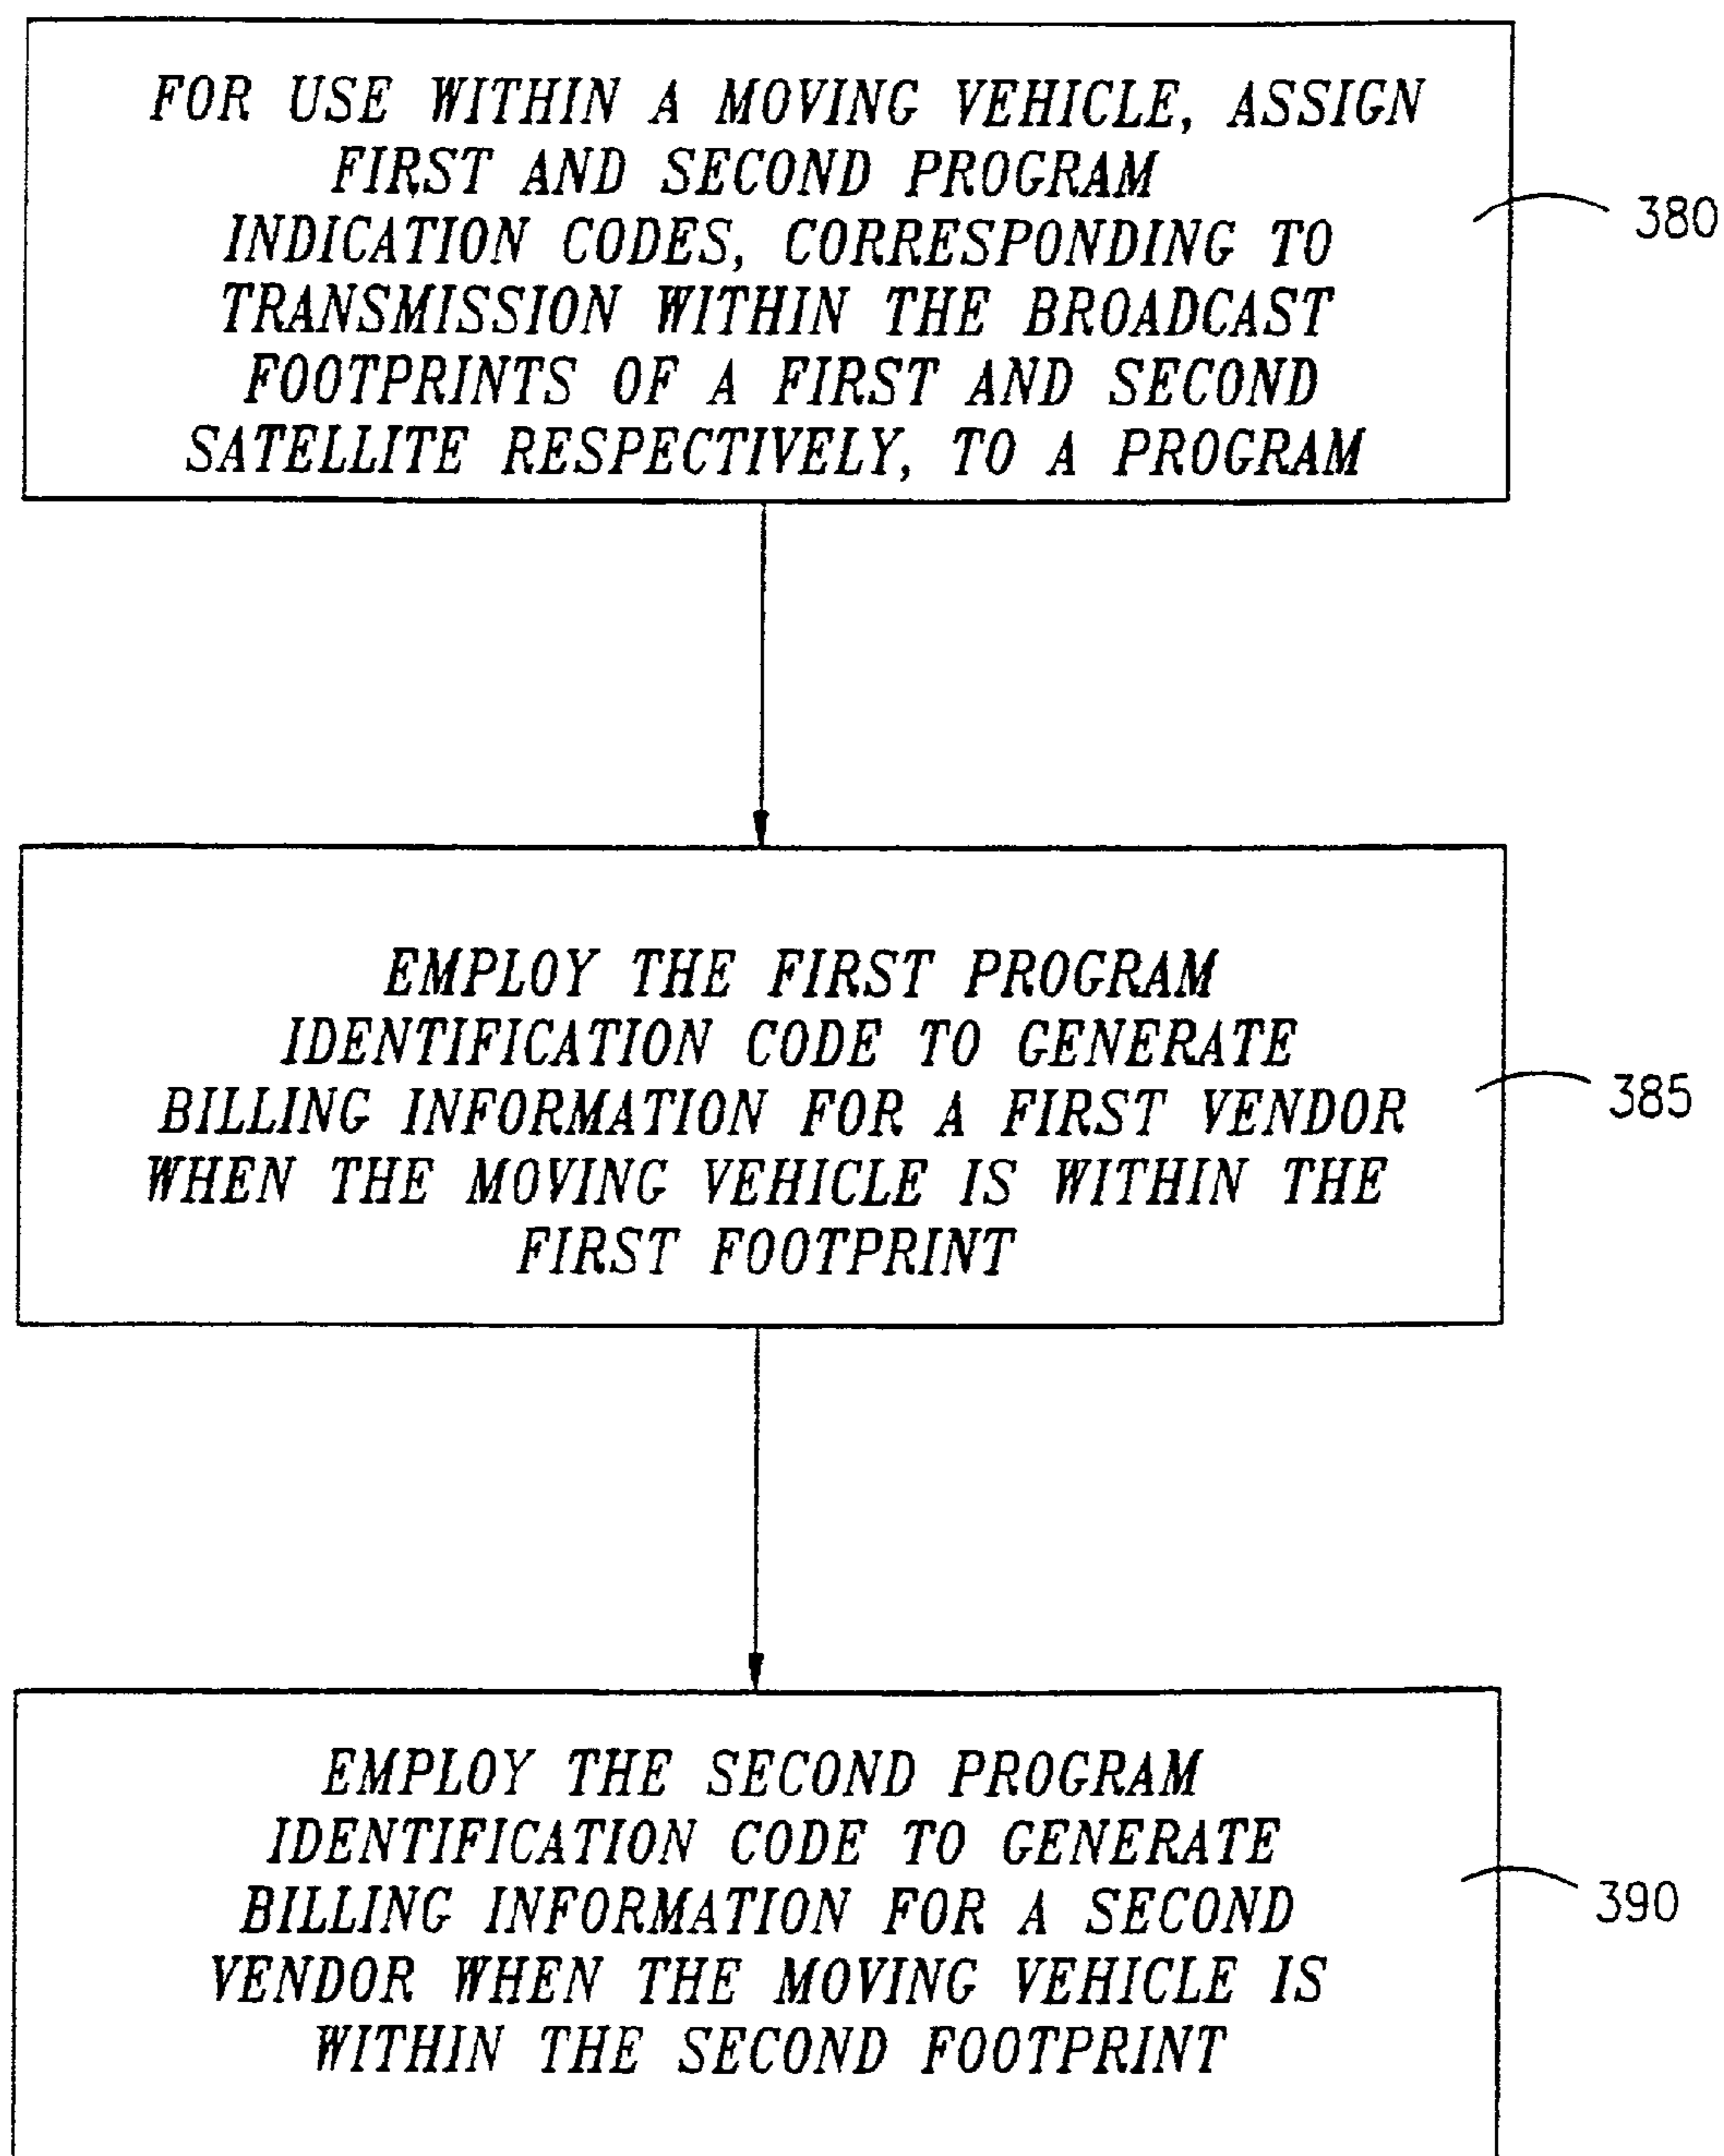 FOR USE WITHIN A MOVING VEHICLE, ASSIGN
FIRST AND SECOND PROGRAM
INDICATION CODES, CORRESPONDING TO
TRANSMISSION WITHIN THE BROADCAST
FOOTPRINTS OF A FIRST AND SECOND
SATELLITE RESPECTIVELY, TO A PROGRAM
380
EMPLOY THE FIRST PROGRAM
IDENTIFICATION CODE TO GENERATE
BILLING INFORMATION FOR A FIRST VENDOR
WHEN THE MOVING VEHICLE IS WITHIN THE
FIRST FOOTPRINT
385
EMPLOY THE SECOND PROGRAM
IDENTIFICATION CODE TO GENERATE
BILLING INFORMATION FOR A SECOND
VENDOR WHEN THE MOVING VEHICLE IS
WITHIN THE SECOND FOOTPRINT
390